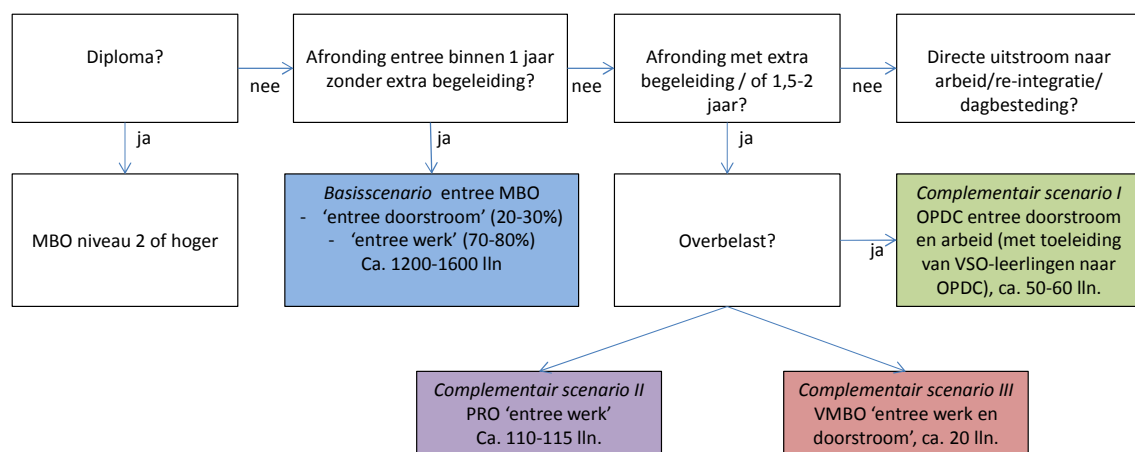 Diploma?
nee
Afronding entree binnen 1 jaar
zonder extra begeleiding?
nee
Afronding met extra
begeleiding / of 1,5-2
jaar?
nee
Directe uitstroom naar
arbeid/re-integratie/
dagbesteding?
ja
ja
ja
MBO niveau 2 of hoger
Basisscenario entree MBO
- ‘entree doorstroom’ (20-30%)
- ‘entree werk’ (70-80%)
Ca. 1200-1600 lln
Overbelast?
ja
Complementair scenario I
OPDC entree doorstroom
en arbeid (met toeleiding
van VSO-leerlingen naar
OPDC), ca. 50-60 lln.
Complementair scenario II
PRO ‘entree werk’
Ca. 110-115 lln.
Complementair scenario III
VMBO ‘entree werk en
doorstroom’, ca. 20 lln.